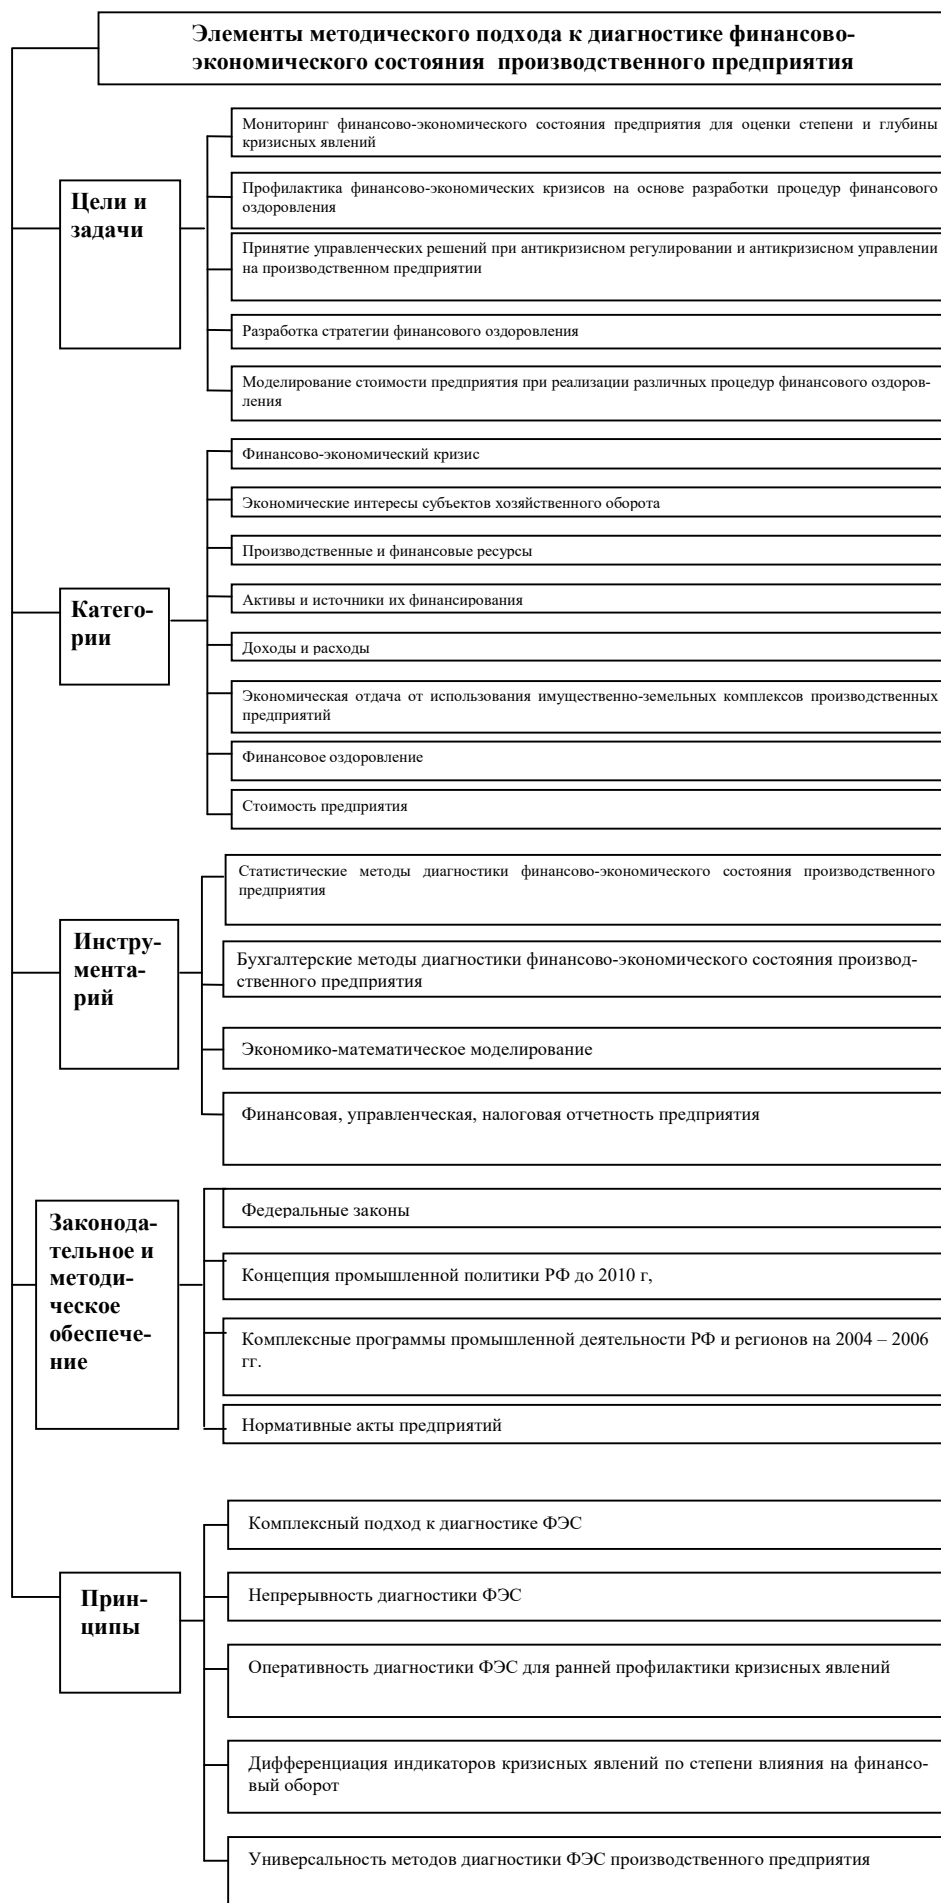 Элементы методического подхода к диагностике финансово-
экономического состояния производственного предприятия
Цели и
задачи
Мониторинг финансово-экономического состояния предприятия для оценки степени и глубины
кризисных явлений
Профилактика финансово-экономических кризисов на основе разработки процедур финансового
оздоровления
Принятие управленческих решений при антикризисном регулировании и антикризисном управлении
на производственном предприятии
Разработка стратегии финансового оздоровления
Моделирование стоимости предприятия при реализации различных процедур финансового оздоров-
ления
Катего-
рии
Финансово-экономический кризис
Экономические интересы субъектов хозяйственного оборота
Производственные и финансовые ресурсы
Активы и источники их финансирования
Доходы и расходы
Экономическая отдача от использования имущественно-земельных комплексов производственных
предприятий
Финансовое оздоровление
Стоимость предприятия
Инстру-
мента-
рий
Статистические методы диагностики финансово-экономического состояния производственного
предприятия
Бухгалтерские методы диагностики финансово-экономического состояния производ-
ственного предприятия
Экономико-математическое моделирование
Финансовая, управленческая, налоговая отчетность предприятия
Законода-
тельное и
методи-
ческое
обеспече-
ние
Федеральные законы
Концепция промышленной политики РФ до 2010 г,
Комплексные программы промышленной деятельности РФ и регионов на 2004 – 2006
гг.
Нормативные акты предприятий
Прин-
ципы
Комплексный подход к диагностике ФЭС
Непрерывность диагностики ФЭС
Оперативность диагностики ФЭС для ранней профилактики кризисных явлений
Дифференциация индикаторов кризисных явлений по степени влияния на финансо-
вый оборот
Универсальность методов диагностики ФЭС производственного предприятия